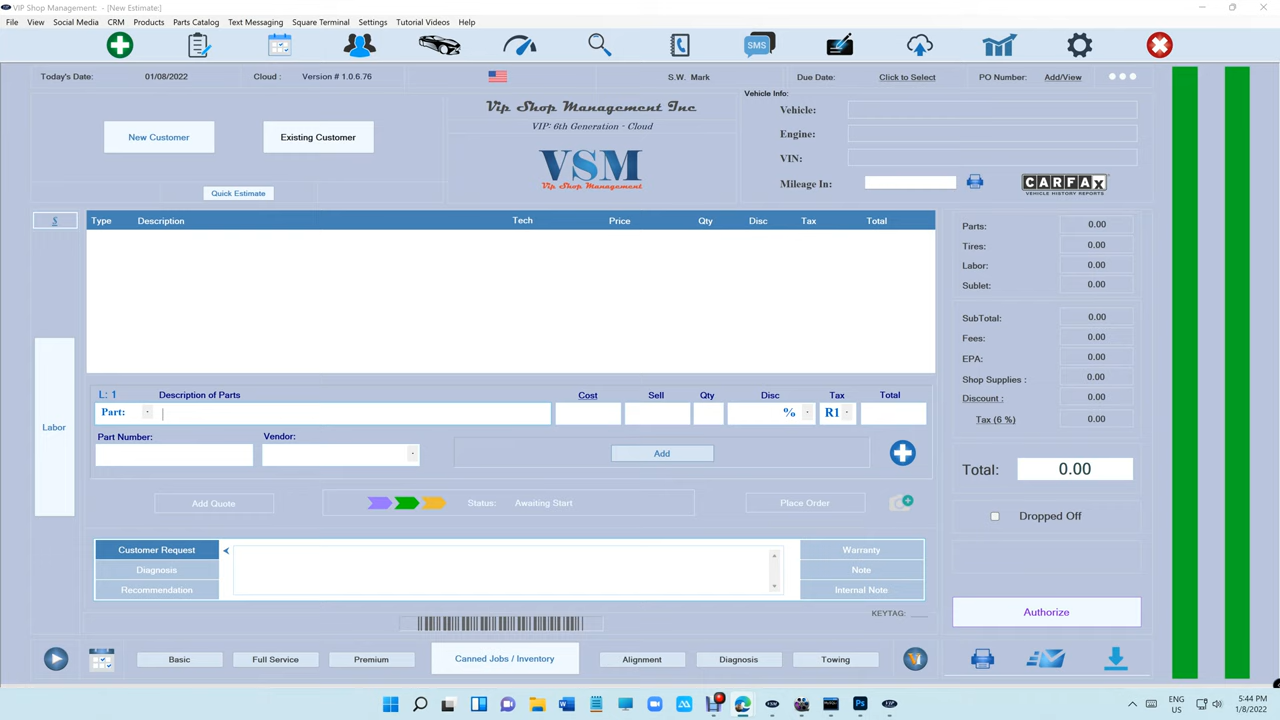 VIP Shop Management: - [New Estimate:]
File View Social Media CRM Products Parts Catalog Text Messaging Square Terminal Settings Tutorial Videos Help
SMS
Today's Date: 01/08/2022 Cloud : Version # 1.0.6.76 S.W. Mark Due Date: Click to Select PO Number: Add/View
New Customer
Existing Customer
Quick Estimate
Vip Shop Management Inc
VIP: 6th Generation - Cloud
VSM
Vip Shop Management
Vehicle Info:
Vehicle:
Engine:
VIN:
Mileage In:
CARFAX
VEHICLE HISTORY REPORTS
$
Type Description Tech Price Qty Disc Tax Total
Labor
L: 1 Description of Parts Cost Sell Qty Disc Tax Total
Part: % R1
Part Number: Vendor:
Add
Add Quote
Status: Awaiting Start
Place Order
Customer Request
Diagnosis
Recommendation
Warranty
Note
Internal Note
KEYTAG:
Parts: 0.00
Tires: 0.00
Labor: 0.00
Sublet: 0.00
SubTotal: 0.00
Fees: 0.00
EPA: 0.00
Shop Supplies : 0.00
Discount : 0.00
Tax (6 %) 0.00
Total: 0.00
Dropped Off
Authorize
Basic Full Service Premium Canned Jobs / Inventory Alignment Diagnosis Towing
ENG
US
5:44 PM
1/8/2022